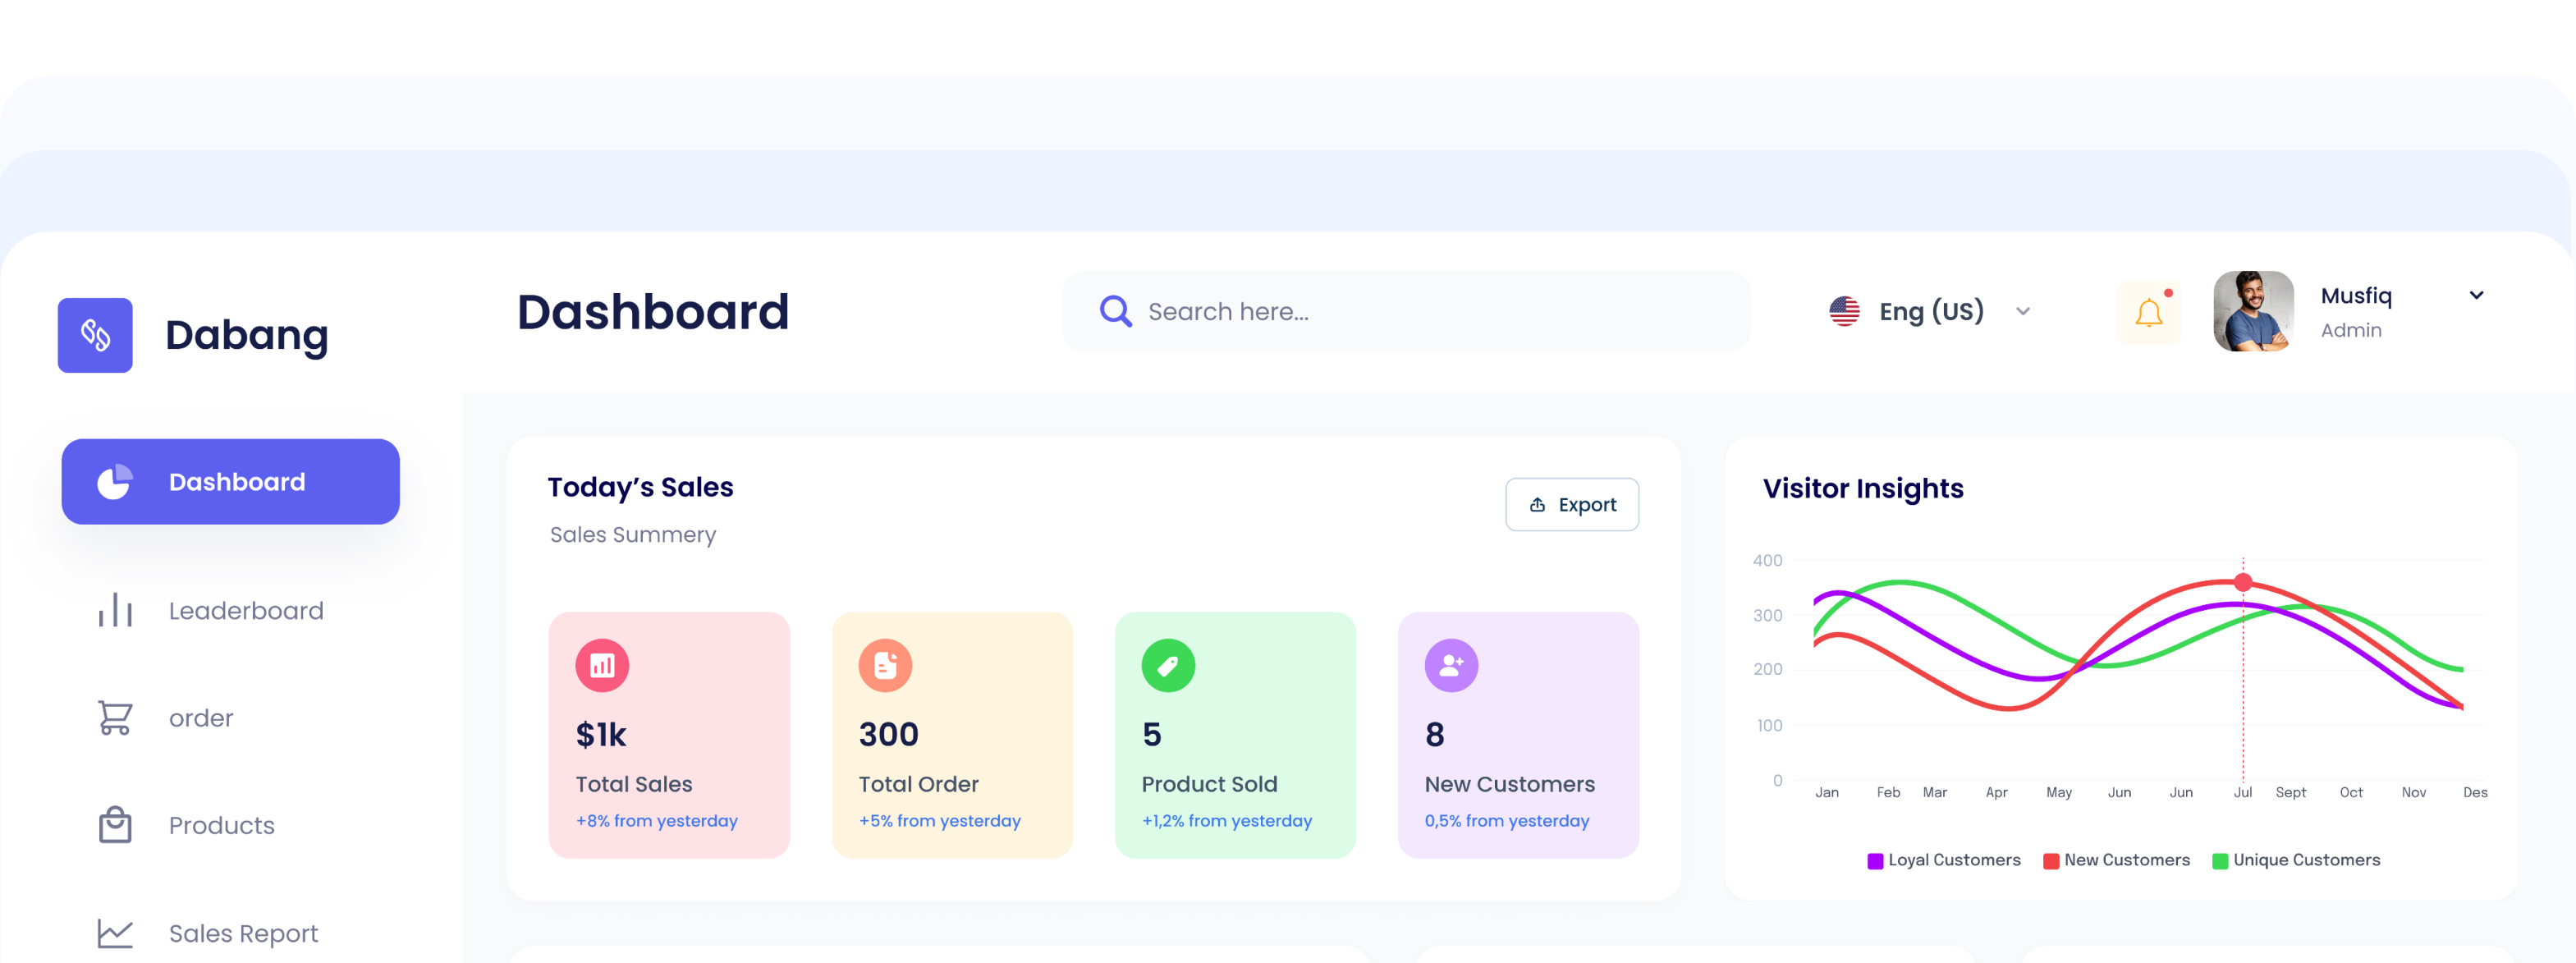 Dabang
Dashboard
Search here...
Eng (US)
Musfiq
Admin
Dashboard
Leaderboard
order
Products
Sales Report
Today’s Sales
Sales Summery
Export
$1k
Total Sales
+8% from yesterday
300
Total Order
+5% from yesterday
5
Product Sold
+1,2% from yesterday
8
New Customers
0,5% from yesterday
Visitor Insights
400
300
200
100
0
Jan Feb Mar Apr May Jun Jun Jul Sept Oct Nov Des
Loyal Customers New Customers Unique Customers